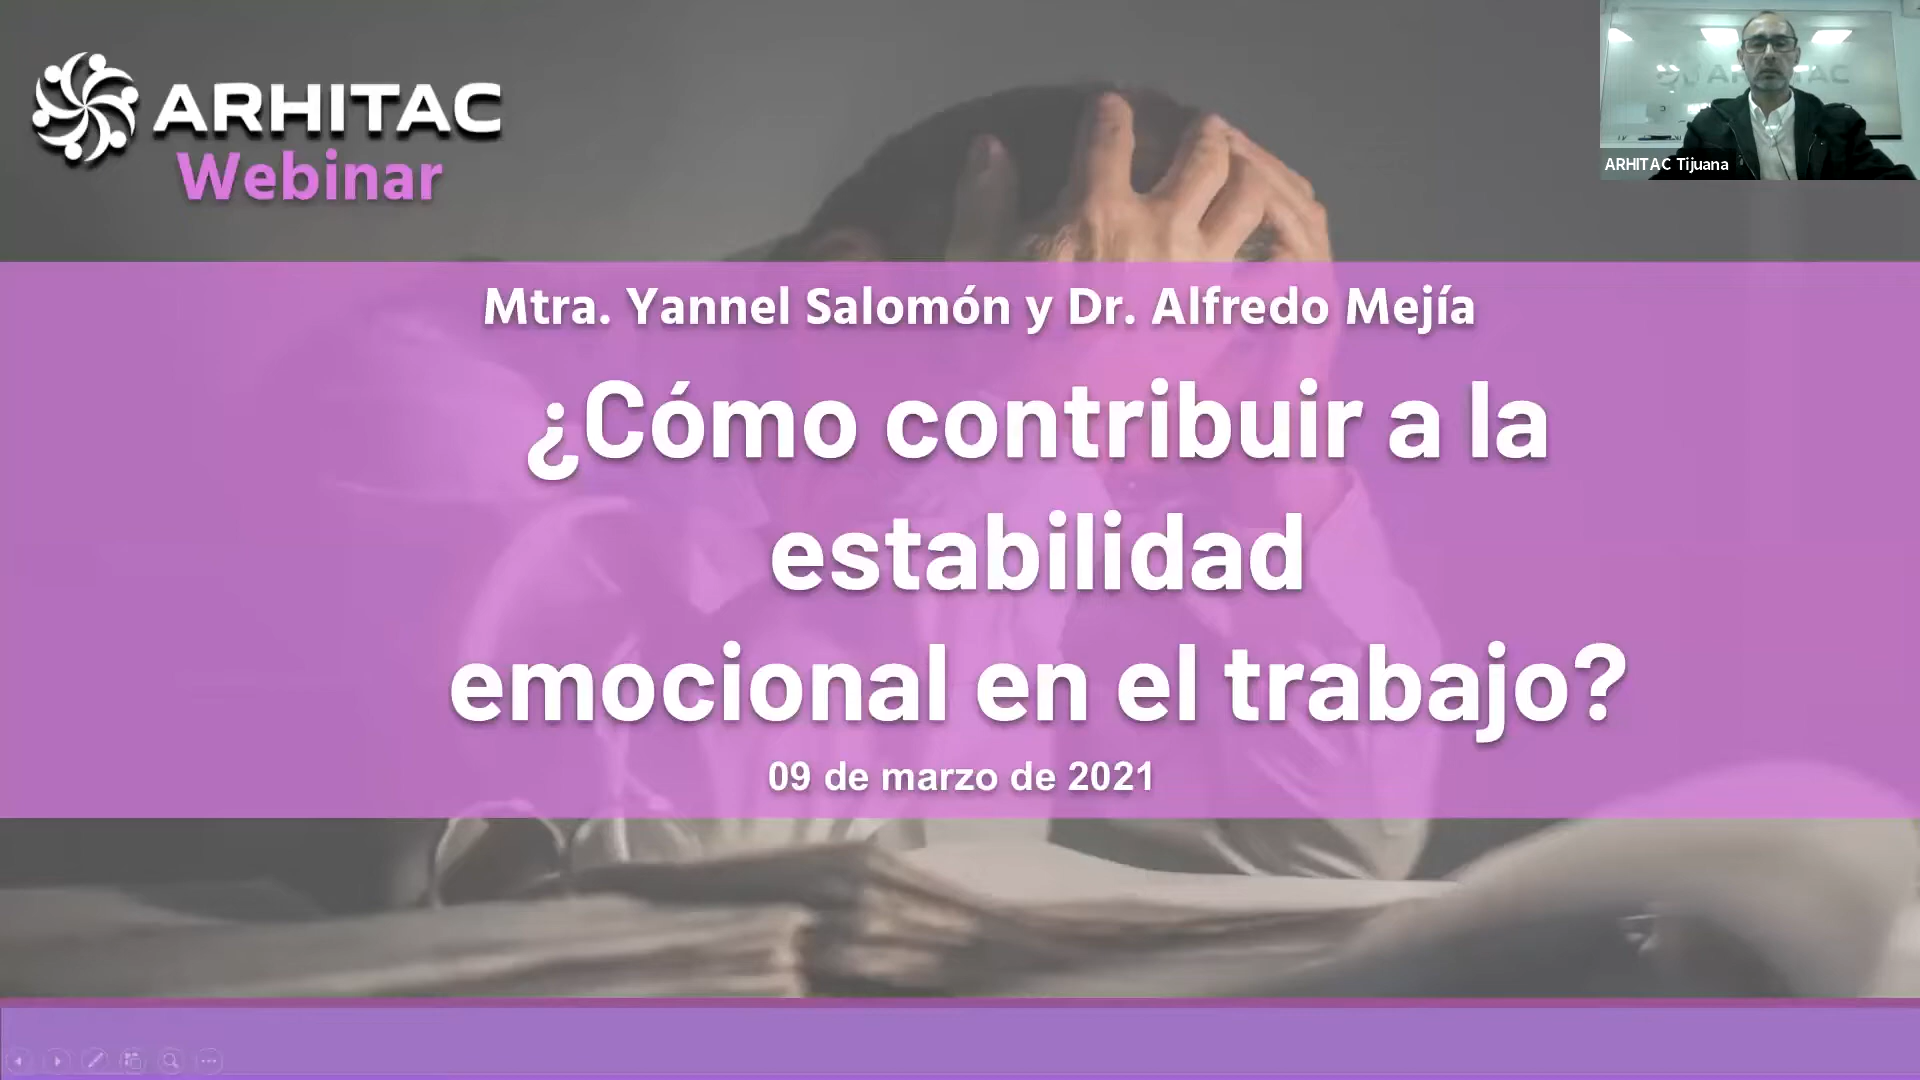 ARHITAC
Webinar
ARHITAC
ARHITAC Tijuana
Mtra. Yannel Salomón y Dr. Alfredo Mejía
¿Cómo contribuir a la
estabilidad
emocional en el trabajo?
09 de marzo de 2021